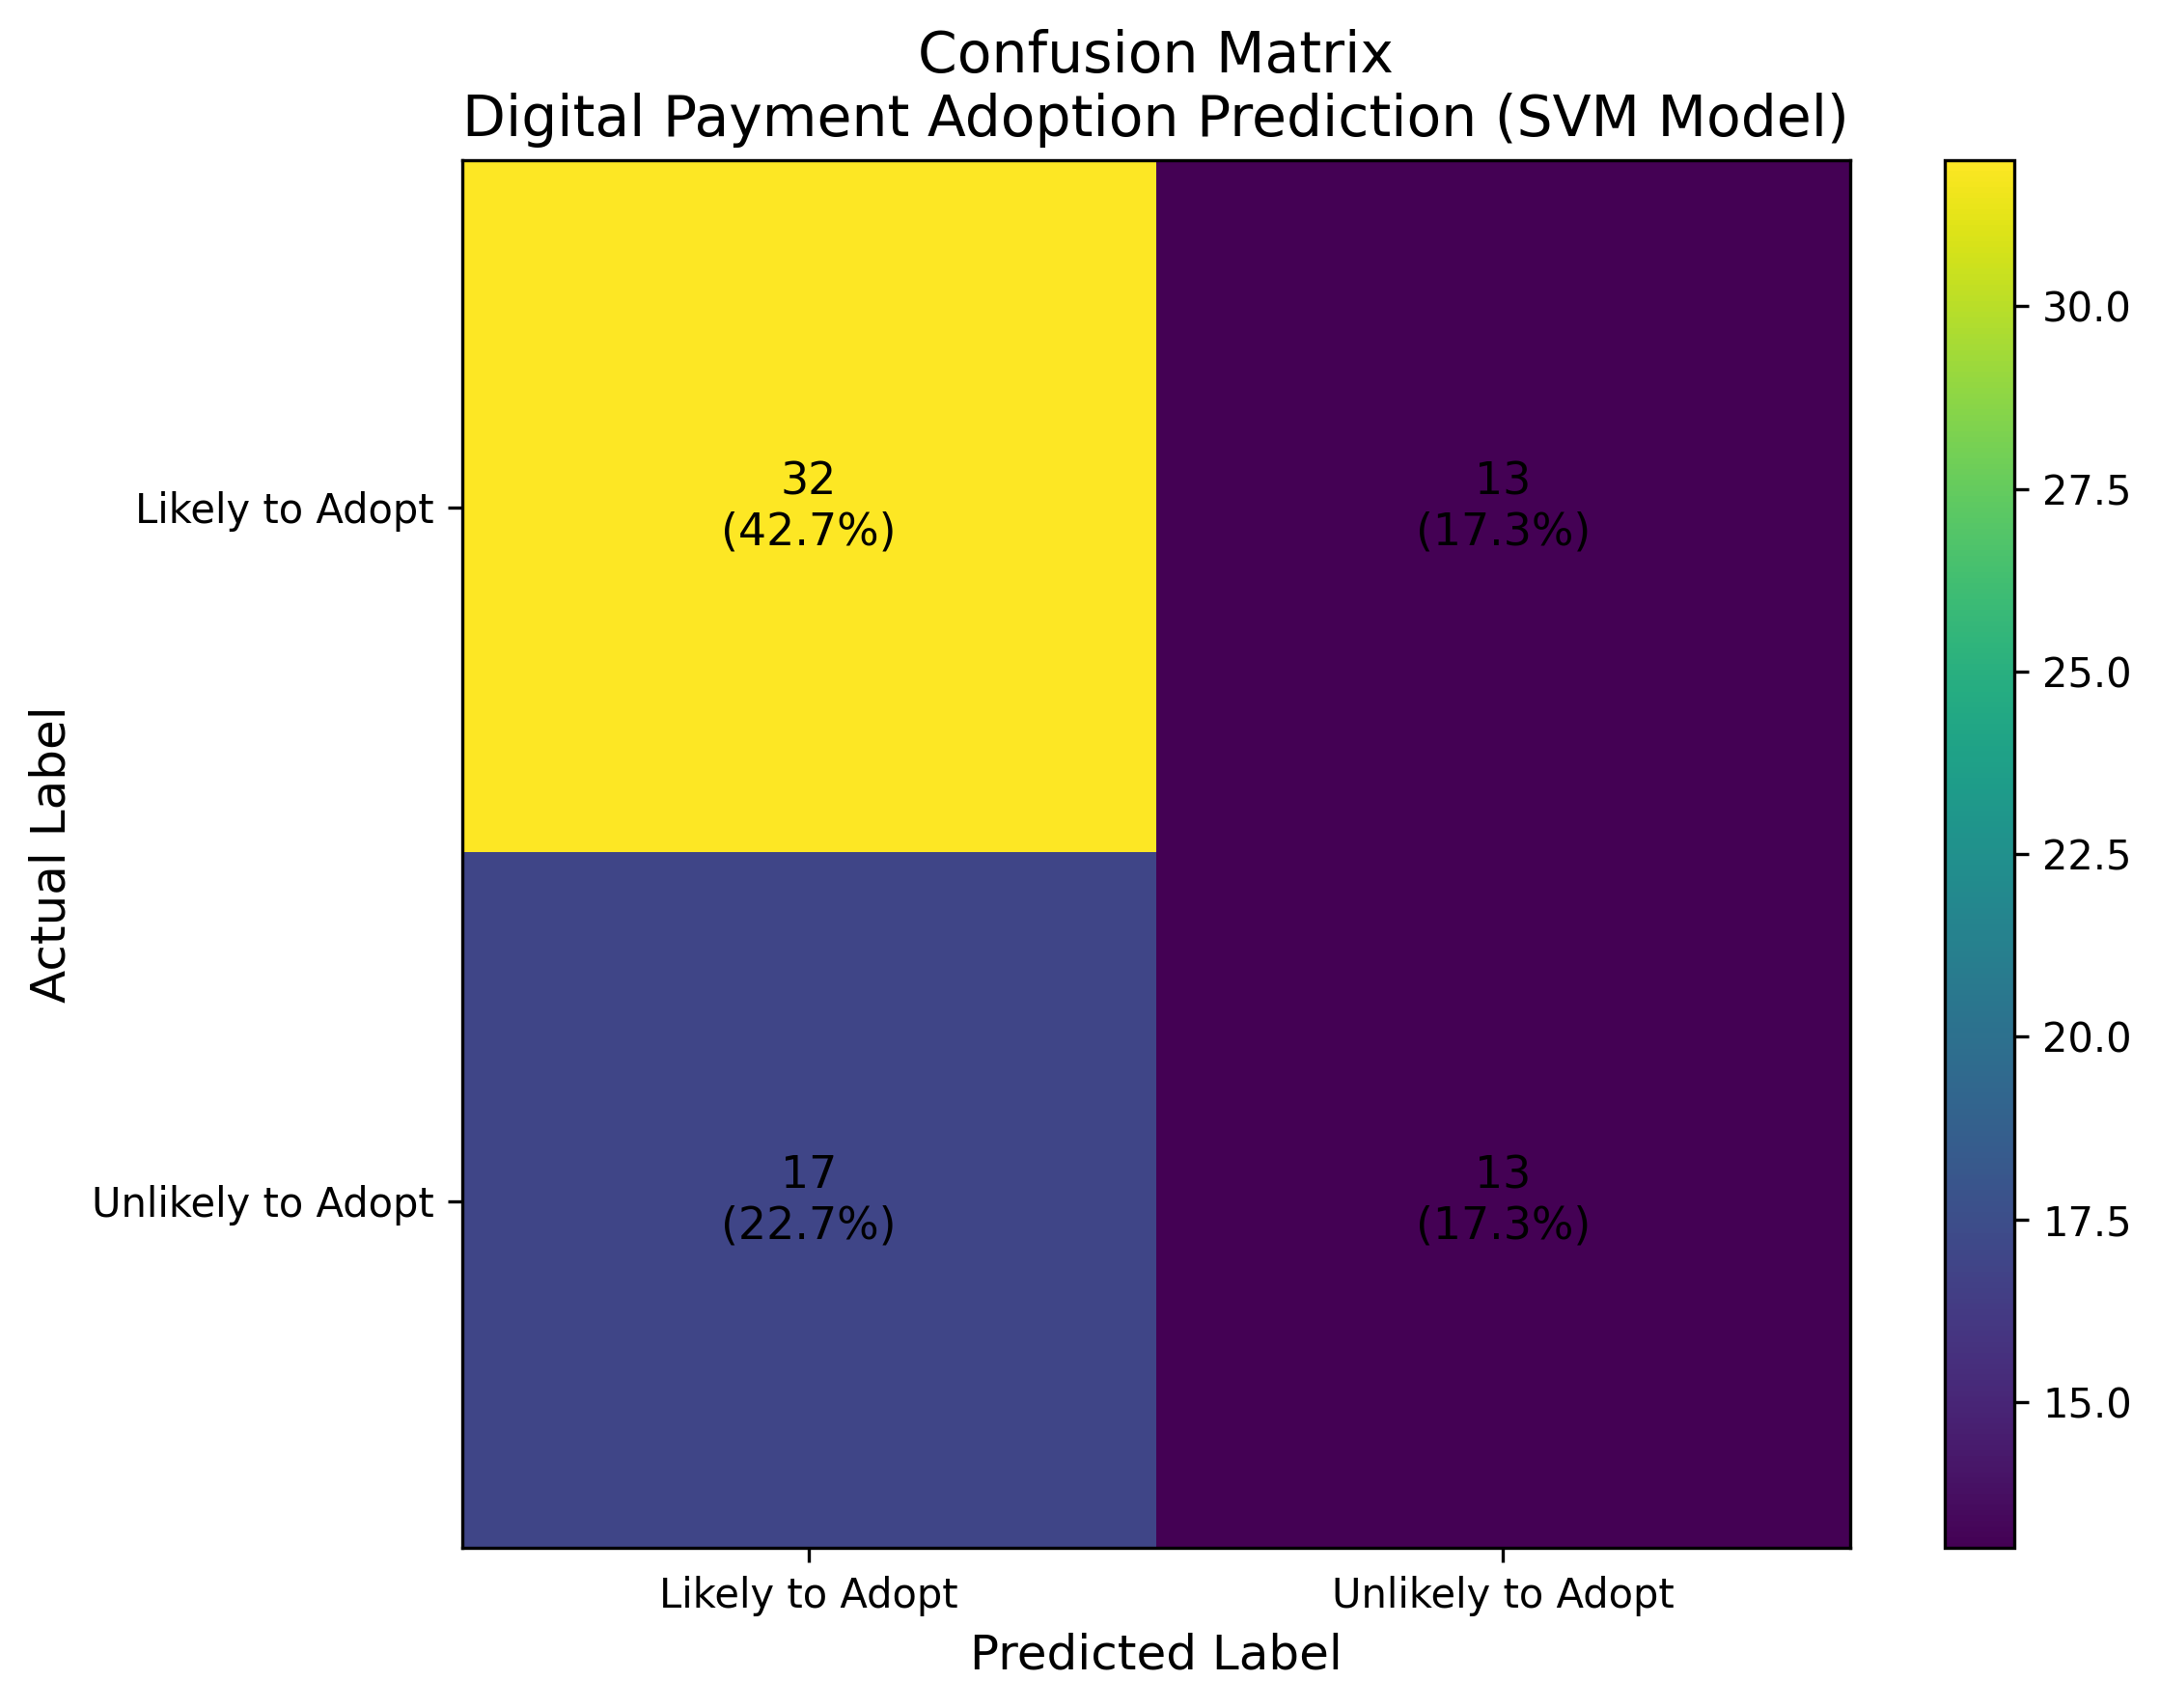 Confusion Matrix
Digital Payment Adoption Prediction (SVM Model)
Actual Label
Likely to Adopt
32
(42.7%)
13
(17.3%)
Unlikely to Adopt
17
(22.7%)
13
(17.3%)
Likely to Adopt
Unlikely to Adopt
Predicted Label
30.0
27.5
25.0
22.5
20.0
17.5
15.0